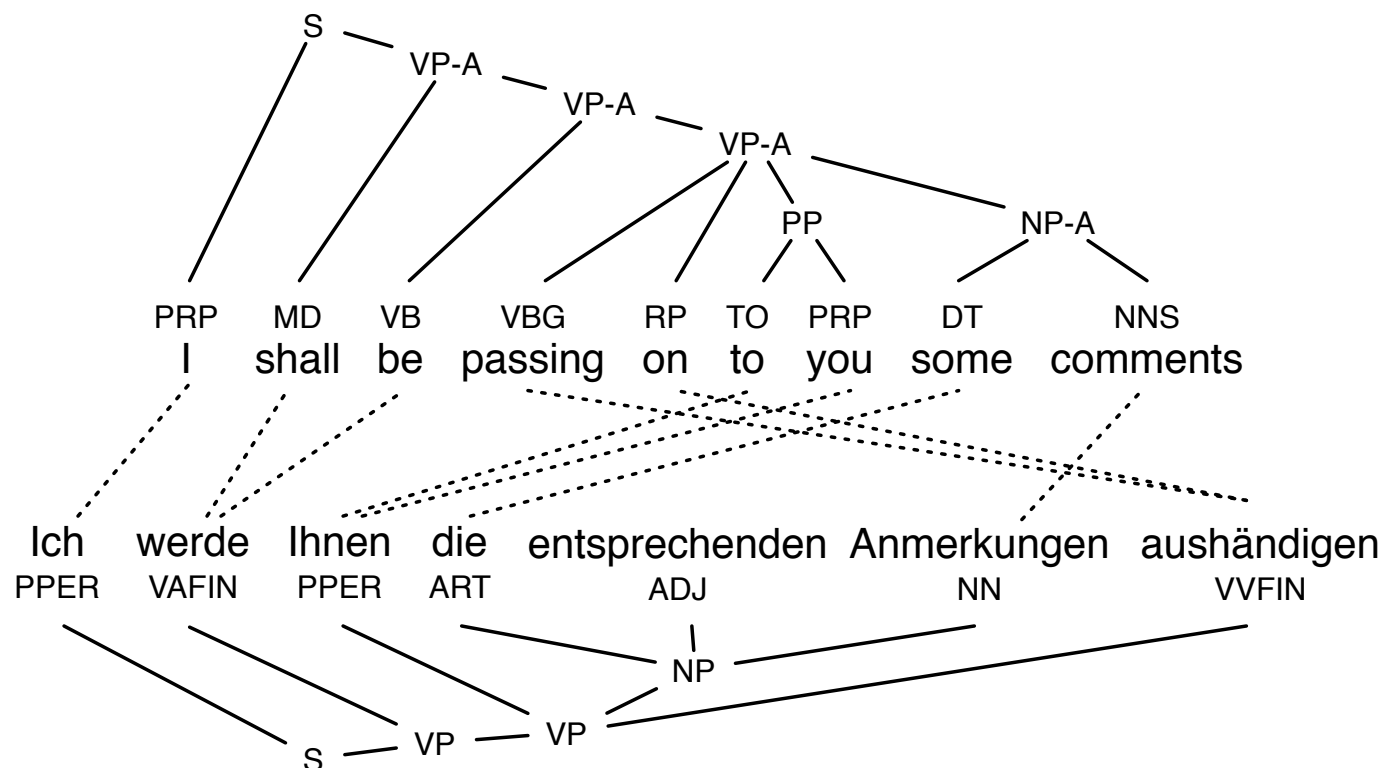 S
VP-A
VP-A
VP-A
PP NP-A
PRP MD VB VBG RP TO PRP DT NNS
I shall be passing on to you some comments
Ich werde Ihnen die entsprechenden Anmerkungen aushändigen
PPER VAFIN PPER ART ADJ NN VVFIN
NP
VP
VP
S